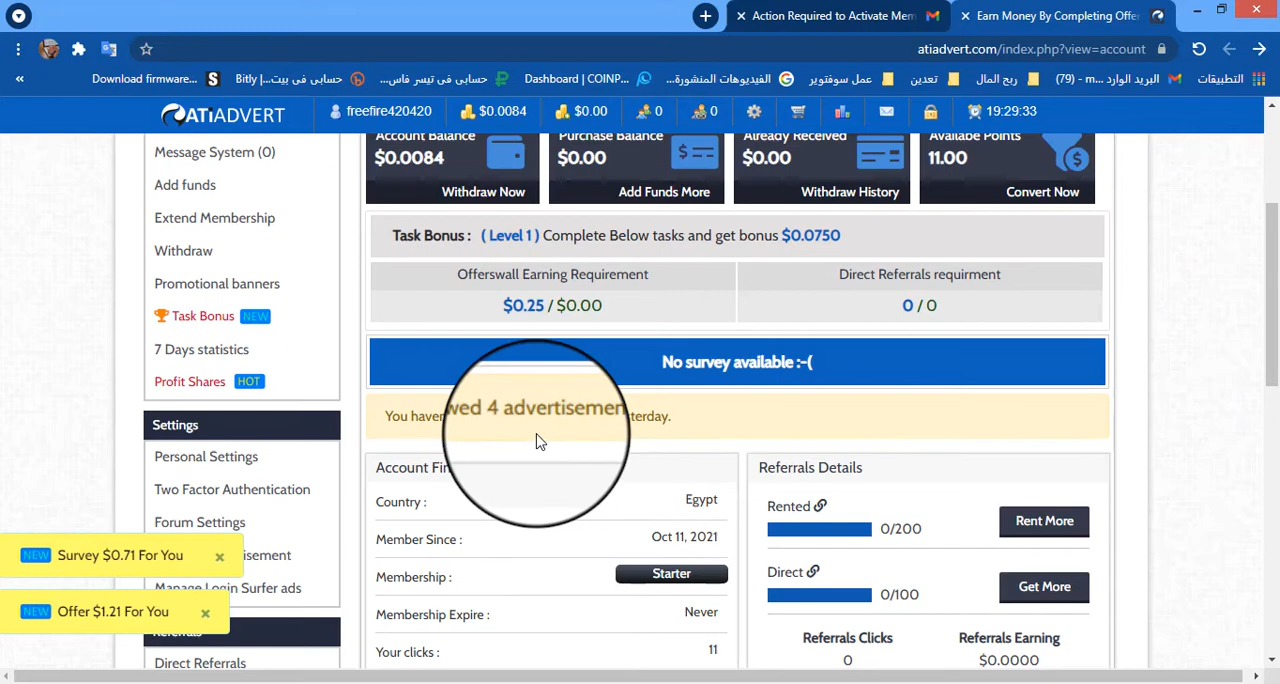 Action Required to Activate Mem
Earn Money By Completing Offer
atiadvert.com/index.php?view=account
« Download firmware... Bitly | حسابى فى بيت... حسابى فى تيسر فاس... Dashboard | COINP... الفيديوهات المنشورة... عمل سوفتوير تعدين ربح المال البريد الوارد (79) - m... التطبيقات
ATiADVERT freefire420420 $0.0084 $0.00 0 0 19:29:33
Message System (0)
Add funds
Extend Membership
Withdraw
Promotional banners
Task Bonus NEW
7 Days statistics
Profit Shares HOT
Settings
Personal Settings
Two Factor Authentication
Forum Settings
isement
Manage Login Surfer ads
Referrals
Direct Referrals
NEW Survey $0.71 For You ×
NEW Offer $1.21 For You ×
Account Balance
$0.0084
Withdraw Now
Purchase Balance
$0.00
Add Funds More
Already Received
$0.00
Withdraw History
Available Points
11.00
Convert Now
Task Bonus : ( Level 1 ) Complete Below tasks and get bonus $0.0750
Offerswall Earning Requirement
$0.25 / $0.00
Direct Referrals requirment
0 / 0
No survey available :-(
You haven wed 4 advertisemen terday.
Account Fin
Country : Egypt
Member Since : Oct 11, 2021
Membership : Starter
Membership Expire : Never
Your clicks : 11
Referrals Details
Rented 0/200 Rent More
Direct 0/100 Get More
Referrals Clicks
0
Referrals Earning
$0.0000